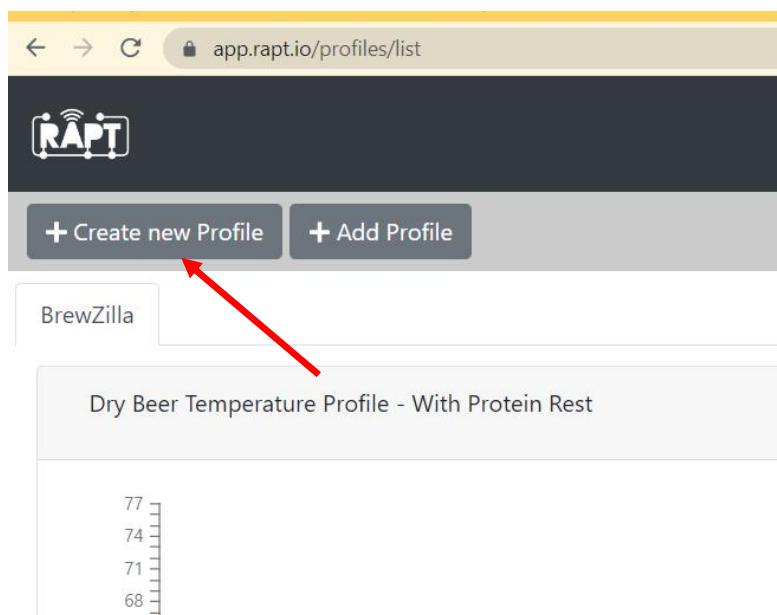 app.rapt.io/profiles/list
RAPT
Create new Profile
Add Profile
BrewZilla
Dry Beer Temperature Profile - With Protein Rest
77
74
71
68